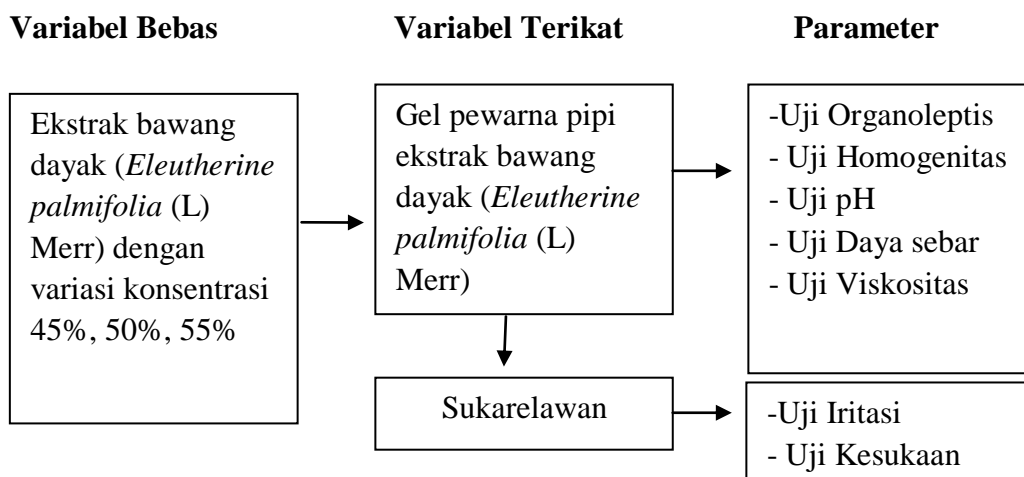 Variabel Bebas
Variabel Terikat
Parameter
Ekstrak bawang
dayak (Eleutherine
palmifolia (L)
Merr) dengan
variasi konsentrasi
45%, 50%, 55%
Gel pewarna pipi
ekstrak bawang
dayak (Eleutherine
palmifolia (L)
Merr)
-Uji Organoleptis
- Uji Homogenitas
- Uji pH
- Uji Daya sebar
- Uji Viskositas
Sukarelawan
-Uji Iritasi
- Uji Kesukaan